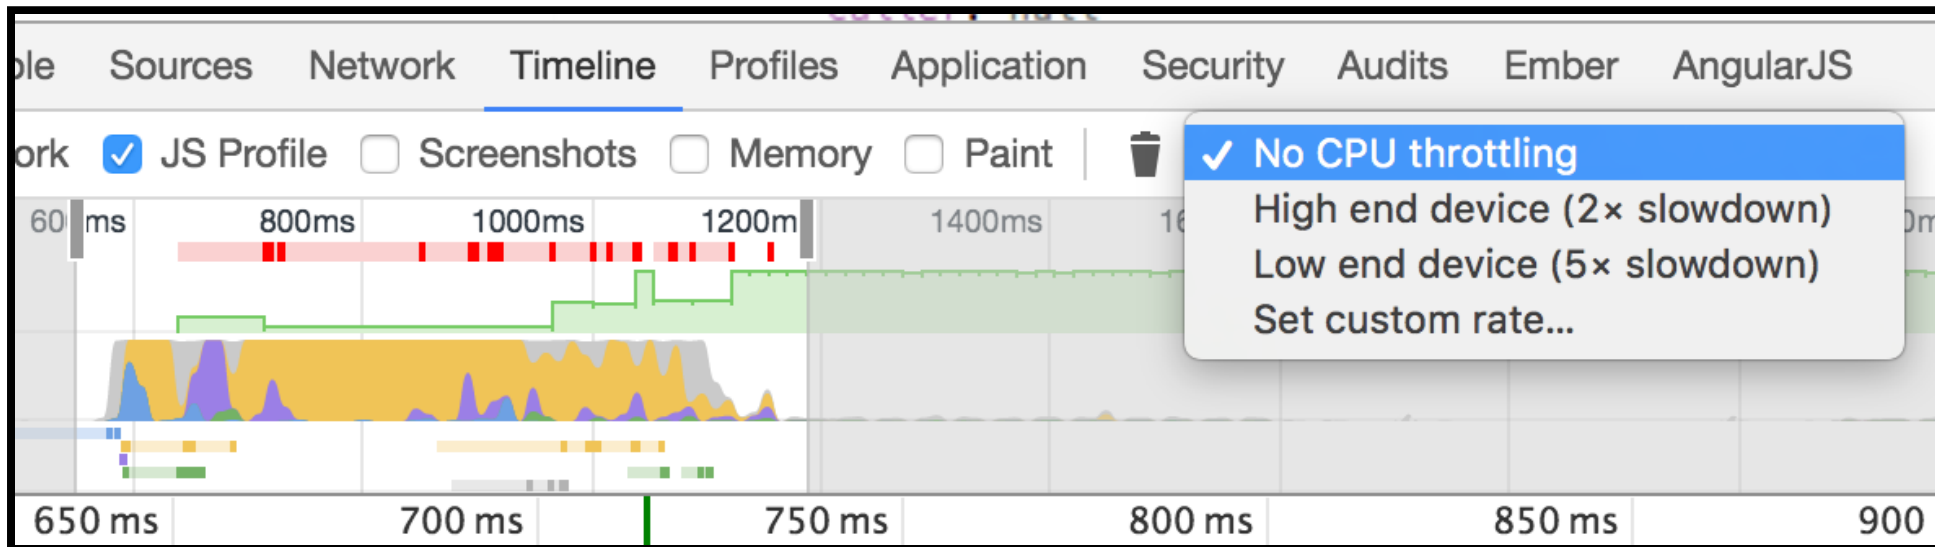 Sources Network Timeline Profiles Application Security Audits Ember AngularJS
JS Profile Screenshots Memory Paint
No CPU throttling
High end device (2× slowdown)
Low end device (5× slowdown)
Set custom rate...
800ms 1000ms 1200m 1400ms
650 ms 700 ms 750 ms 800 ms 850 ms 900